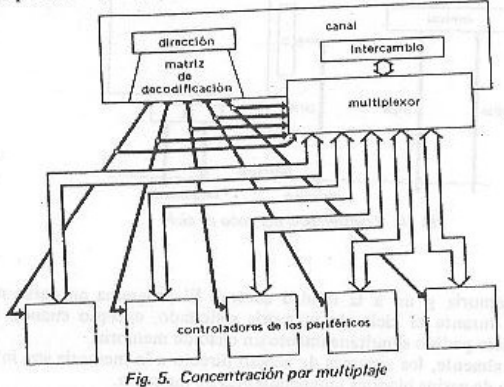 canal
dirección
Intercambio
matriz
de
decodificación
multiplexor
controladores de los periféricos
Fig. 5. Concentración por multiplaje